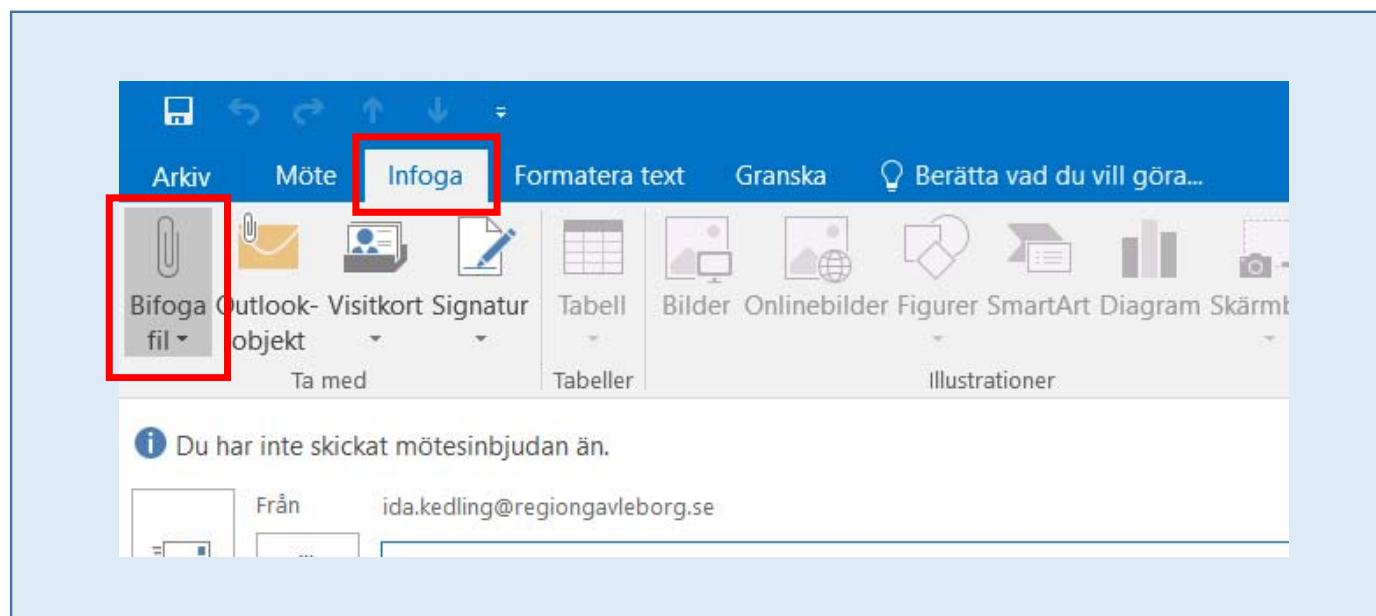 Arkiv Möte Infoga Formatera text Granska Berätta vad du vill göra...
Bifoga Outlook- Visitkort Signatur Tabell Bilder Onlinebilder Figurer SmartArt Diagram Skärmb
fil objekt
Ta med Tabeller Illustrationer
Du har inte skickat mötesinbjudan än.
Från ida.kedling@regiongavleborg.se